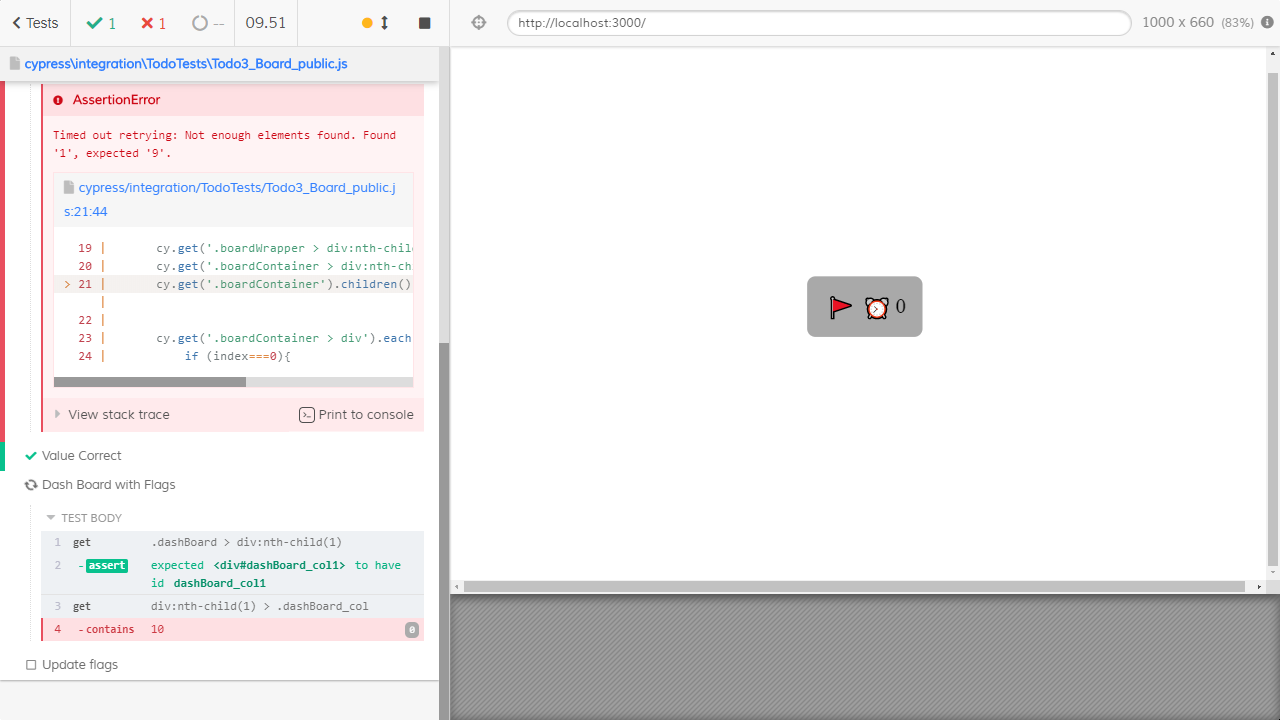 Tests 1 1 -- 09.51
http://localhost:3000/ 1000 x 660 (83%)
cypress\integration\TodoTests\Todo3_Board_public.js
AssertionError
Timed out retrying: Not enough elements found. Found
'1', expected '9'.
cypress/integration/TodoTests/Todo3_Board_public.j
s:21:44
19 | cy.get('.boardWrapper > div:nth-chil
20 | cy.get('.boardContainer > div:nth-ch
> 21 | cy.get('.boardContainer').children()
|
22 |
23 | cy.get('.boardContainer > div').each
24 | if (index===0){
View stack trace Print to console
Value Correct
Dash Board with Flags
TEST BODY
1 get .dashBoard > div:nth-child(1)
2 -assert expected <div#dashBoard_col1> to have
id dashBoard_col1
3 get div:nth-child(1) > .dashBoard_col
4 -contains 10 0
Update flags
0